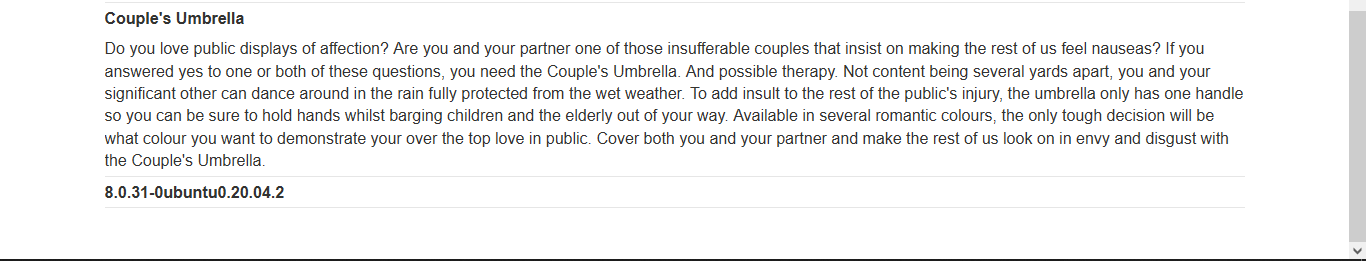 Couple's Umbrella
Do you love public displays of affection? Are you and your partner one of those insufferable couples that insist on making the rest of us feel nauseas? If you
answered yes to one or both of these questions, you need the Couple's Umbrella. And possible therapy. Not content being several yards apart, you and your
significant other can dance around in the rain fully protected from the wet weather. To add insult to the rest of the public's injury, the umbrella only has one handle
so you can be sure to hold hands whilst barging children and the elderly out of your way. Available in several romantic colours, the only tough decision will be
what colour you want to demonstrate your over the top love in public. Cover both you and your partner and make the rest of us look on in envy and disgust with
the Couple's Umbrella.
8.0.31-0ubuntu0.20.04.2